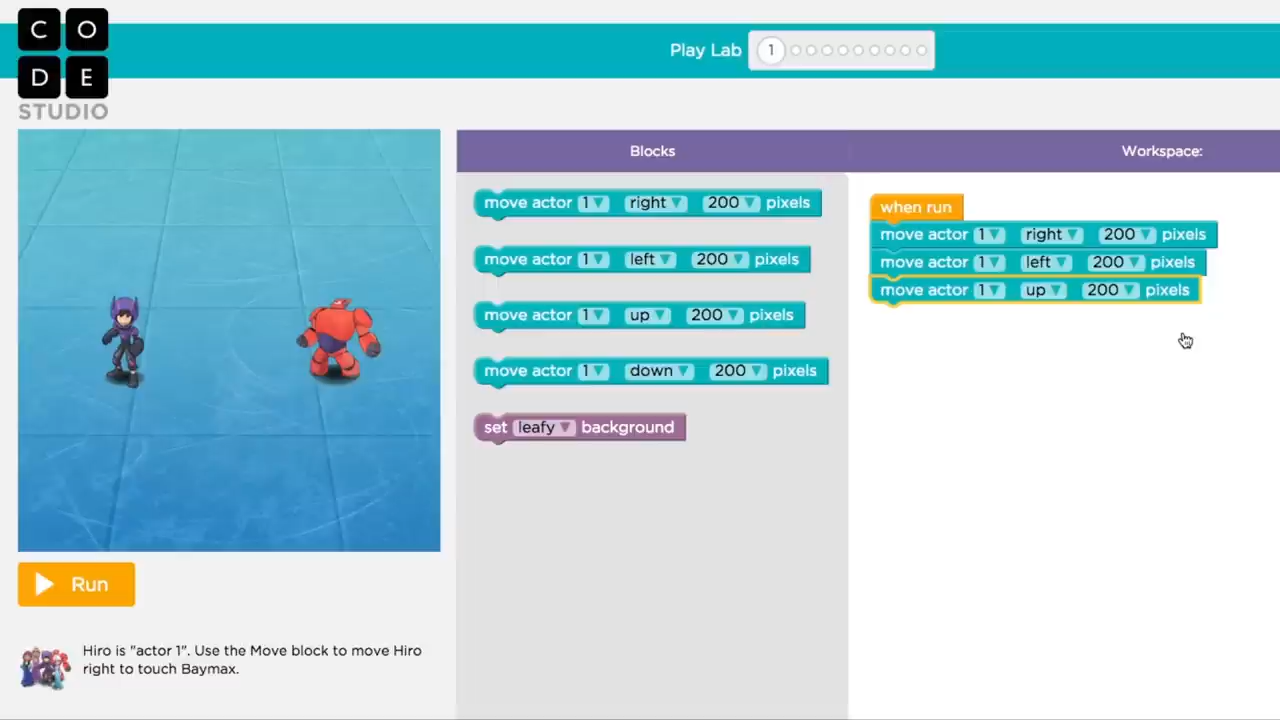 C O
D E
STUDIO
Play Lab 1
Blocks
Workspace:
move actor 1 right 200 pixels
move actor 1 left 200 pixels
move actor 1 up 200 pixels
move actor 1 down 200 pixels
set leafy background
when run
move actor 1 right 200 pixels
move actor 1 left 200 pixels
move actor 1 up 200 pixels
Run
Hiro is "actor 1". Use the Move block to move Hiro
right to touch Baymax.